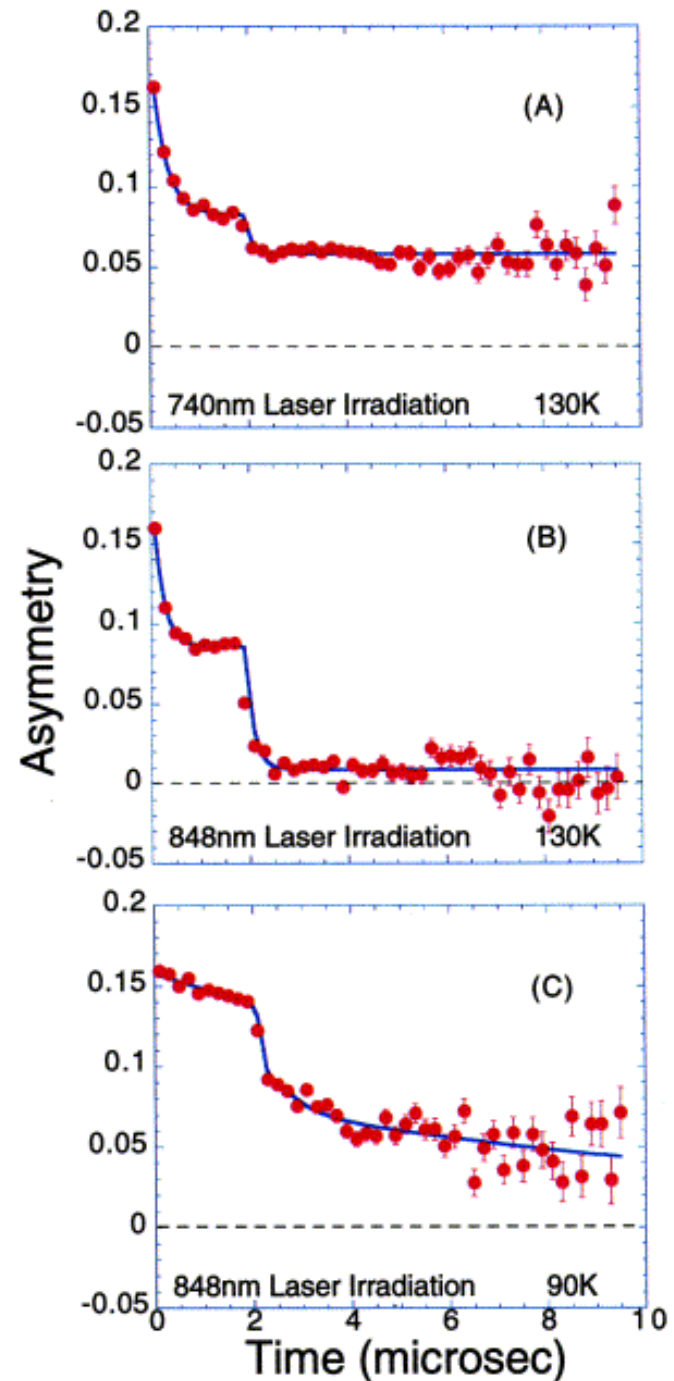 0.2
0.15
(A)
0.1
0.05
0
-0.05
740nm Laser Irradiation 130K
0.2
0.15
(B)
0.1
0.05
0
-0.05
848nm Laser Irradiation 130K
Asymmetry
0.2
0.15
(C)
0.1
0.05
0
-0.05
848nm Laser Irradiation 90K
0 2 4 6 8 10
Time (microsec)